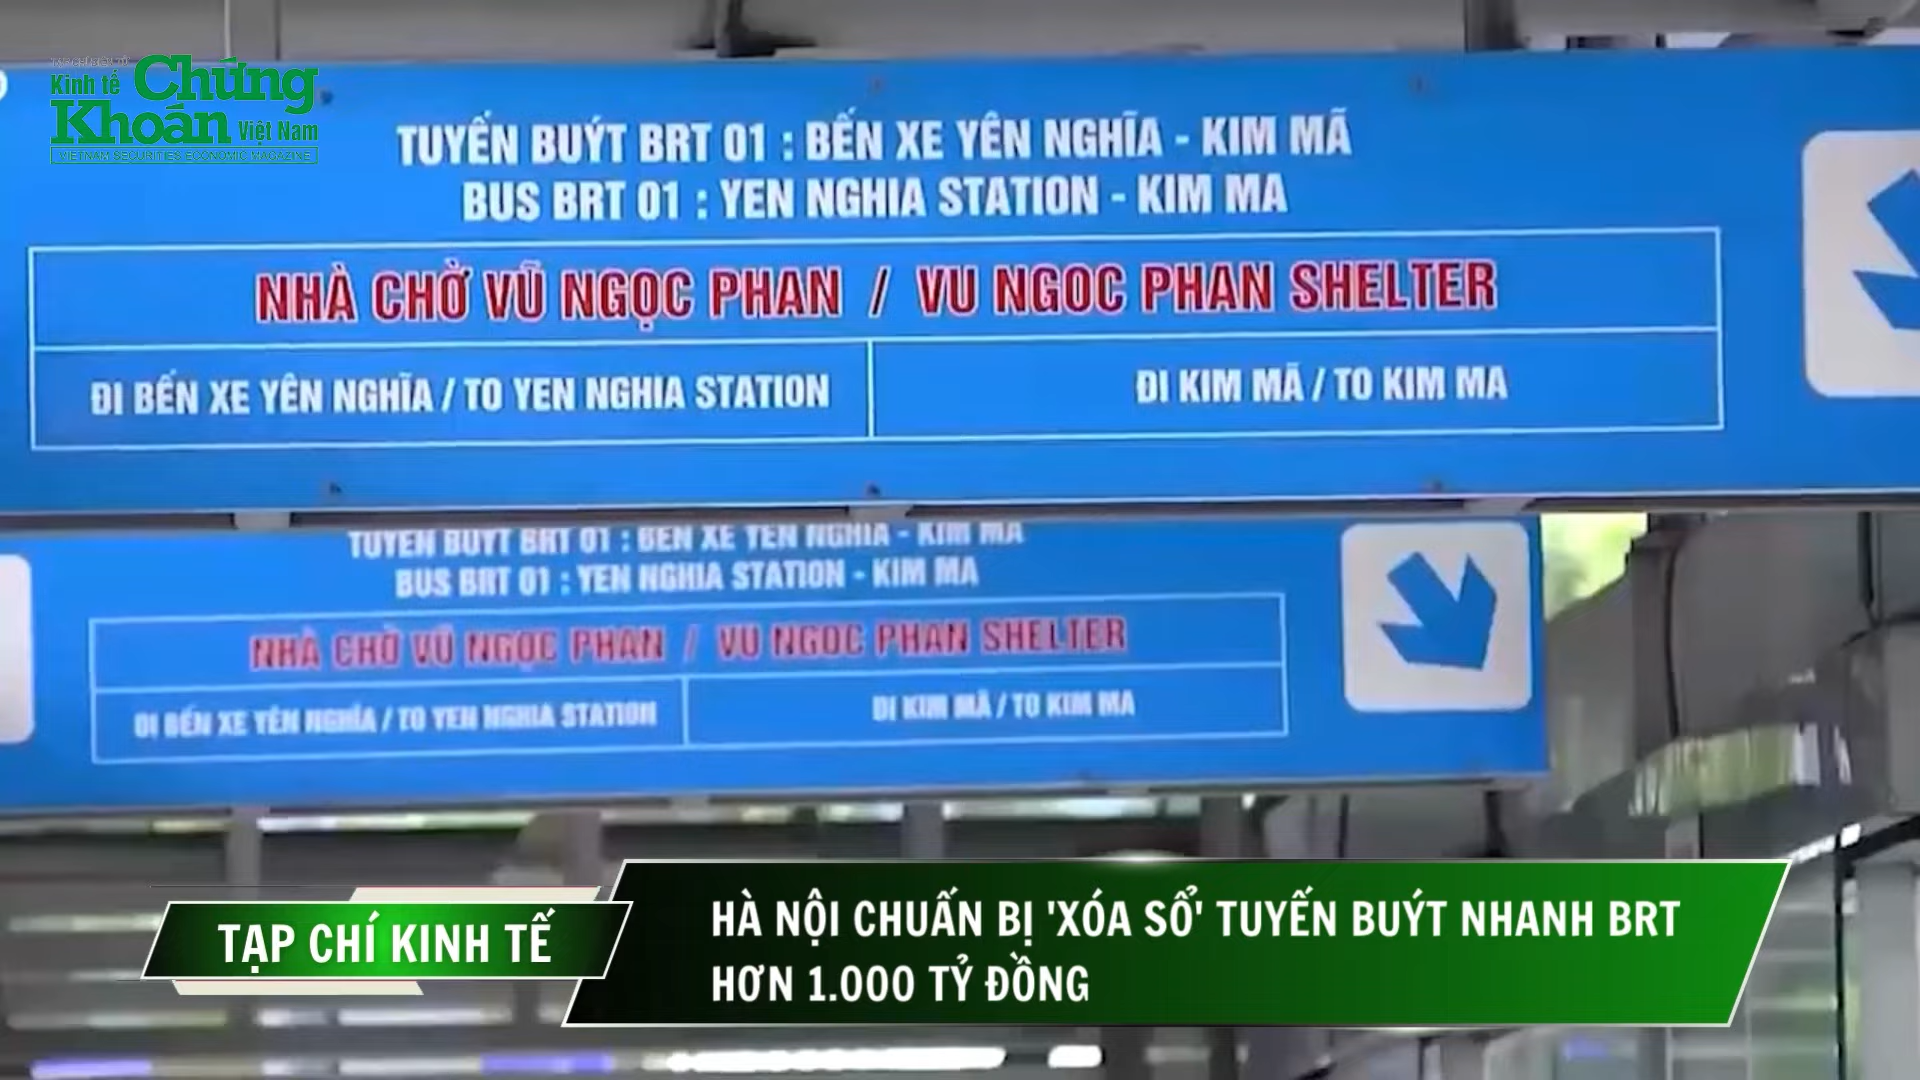 TẠP CHÍ ĐIỆN TỬ
Kinh tế Chứng
Khoán Việt Nam
VIETNAM SECURITIES ECONOMIC MAGAZINE
TUYẾN BUÝT BRT 01 : BẾN XE YÊN NGHĨA - KIM MÃ
BUS BRT 01 : YEN NGHIA STATION - KIM MA
NHÀ CHỜ VŨ NGỌC PHAN / VU NGOC PHAN SHELTER
ĐI BẾN XE YÊN NGHĨA / TO YEN NGHIA STATION
ĐI KIM MÃ / TO KIM MA
TUYẾN BUÝT BRT 01 : BẾN XE YÊN NGHĨA - KIM MÃ
BUS BRT 01 : YEN NGHIA STATION - KIM MA
NHÀ CHỜ VŨ NGỌC PHAN / VU NGOC PHAN SHELTER
ĐI BẾN XE YÊN NGHĨA / TO YEN NGHIA STATION
ĐI KIM MÃ / TO KIM MA
TẠP CHÍ KINH TẾ
HÀ NỘI CHUẨN BỊ 'XÓA SỔ' TUYẾN BUÝT NHANH BRT
HƠN 1.000 TỶ ĐỒNG